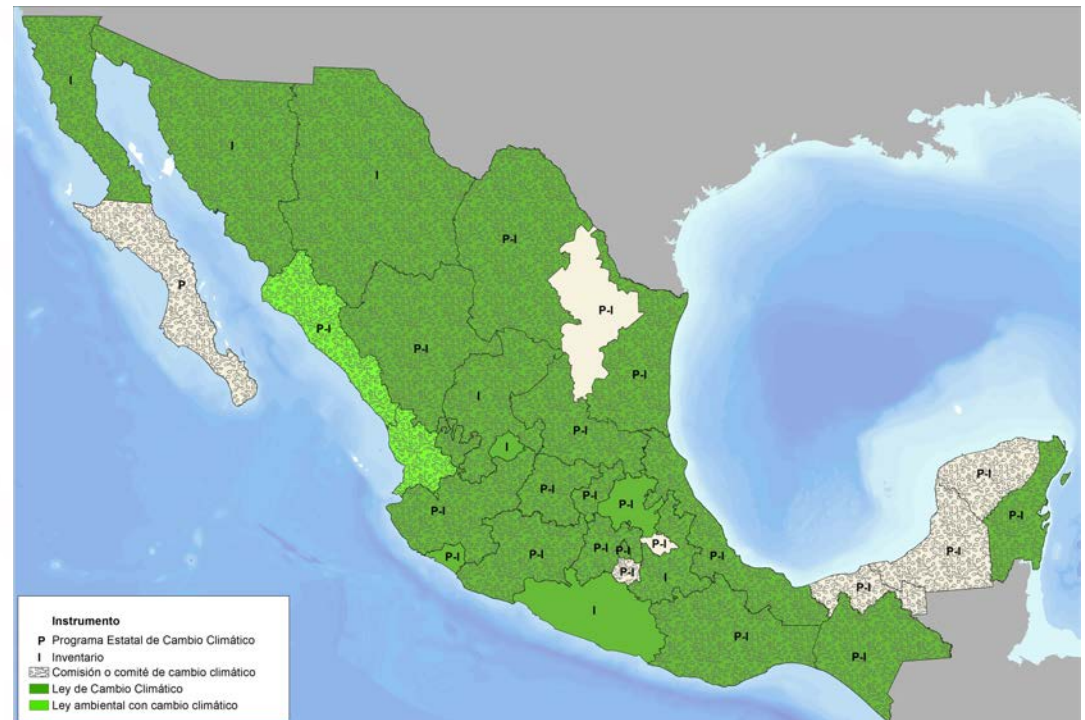 I
I
I
P-I
P
P-I
P-I
P-I
I
P-I
P-I
I
P-I
P-I
P-I
P-I
P-I
P-I
P-I
P-I
P-I
P-I
P-I
P-I
P-I
P-I
I
P-I
I
P-I
P-I
Instrumento
P Programa Estatal de Cambio Climático
I Inventario
Comisión o comité de cambio climático
Ley de Cambio Climático
Ley ambiental con cambio climático